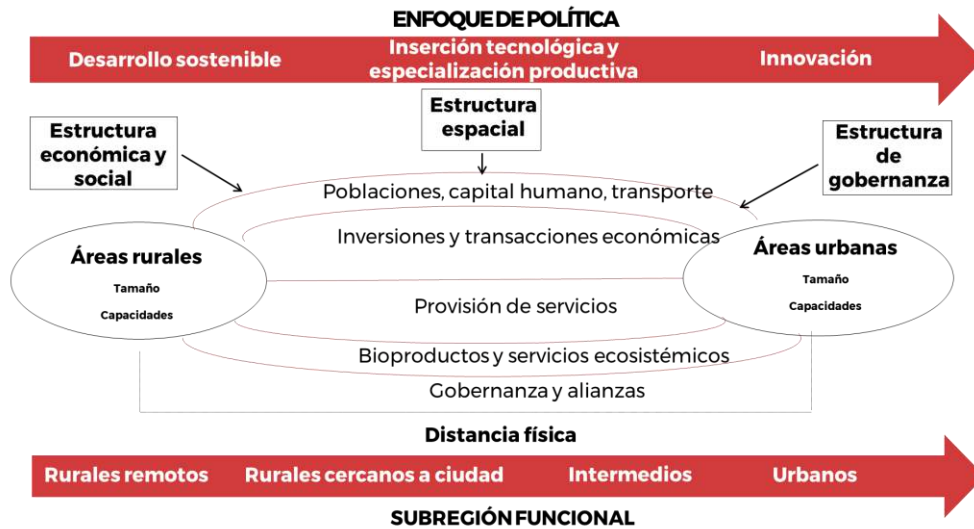 ENFOQUE DE POLÍTICA
Desarrollo sostenible
Inserción tecnológica y
especialización productiva
Innovación
Estructura
económica y
social
Estructura
espacial
Estructura
de
gobernanza
Poblaciones, capital humano, transporte
Inversiones y transacciones económicas
Áreas rurales
Tamaño
Capacidades
Áreas urbanas
Tamaño
Capacidades
Provisión de servicios
Bioproductos y servicios ecosistémicos
Gobernanza y alianzas
Distancia física
Rurales remotos
Rurales cercanos a ciudad
Intermedios
Urbanos
SUBREGIÓN FUNCIONAL